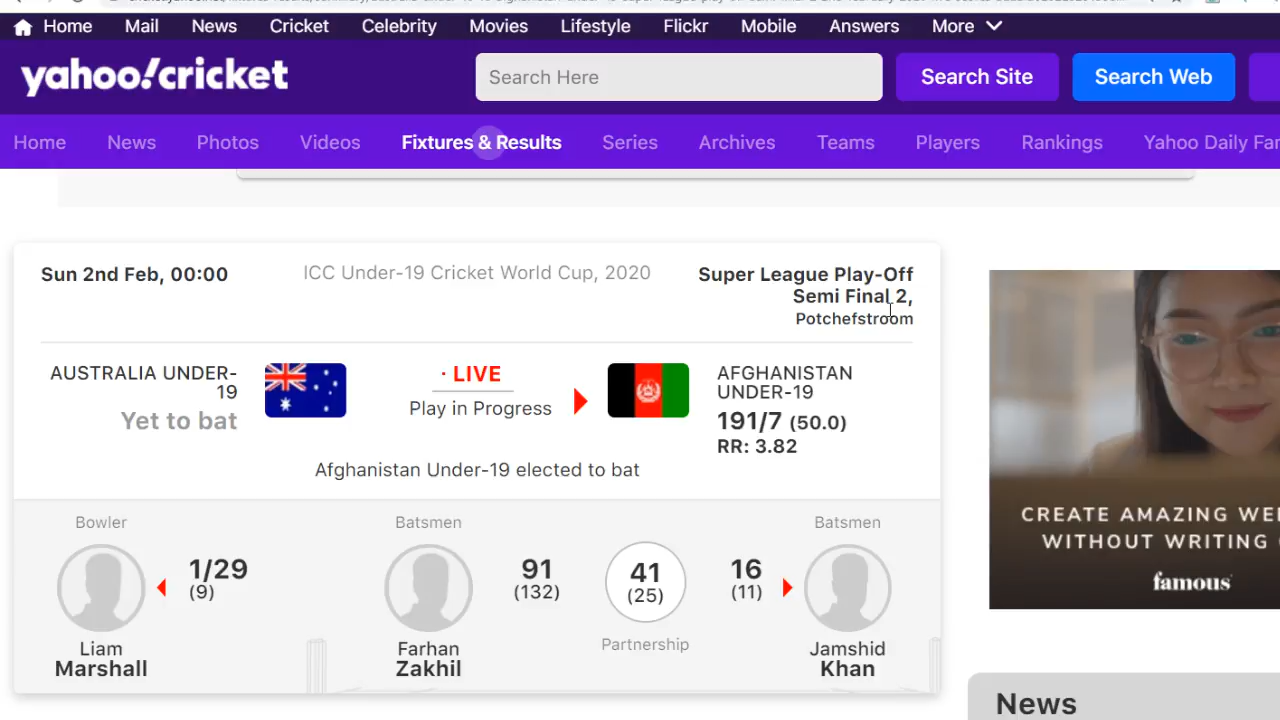 Home Mail News Cricket Celebrity Movies Lifestyle Flickr Mobile Answers More
yahoo!cricket Search Here Search Site Search Web
Home News Photos Videos Fixtures & Results Series Archives Teams Players Rankings Yahoo Daily Fan
Sun 2nd Feb, 00:00
ICC Under-19 Cricket World Cup, 2020
Super League Play-Off
Semi Final 2,
Potchefstroom
AUSTRALIA UNDER-
19
Yet to bat
· LIVE
Play in Progress
AFGHANISTAN
UNDER-19
191/7 (50.0)
RR: 3.82
Afghanistan Under-19 elected to bat
Bowler
1/29
(9)
Liam
Marshall
Batsmen
91
(132)
Farhan
Zakhil
41
(25)
Partnership
Batsmen
16
(11)
Jamshid
Khan
CREATE AMAZING WE
WITHOUT WRITING
famous
News